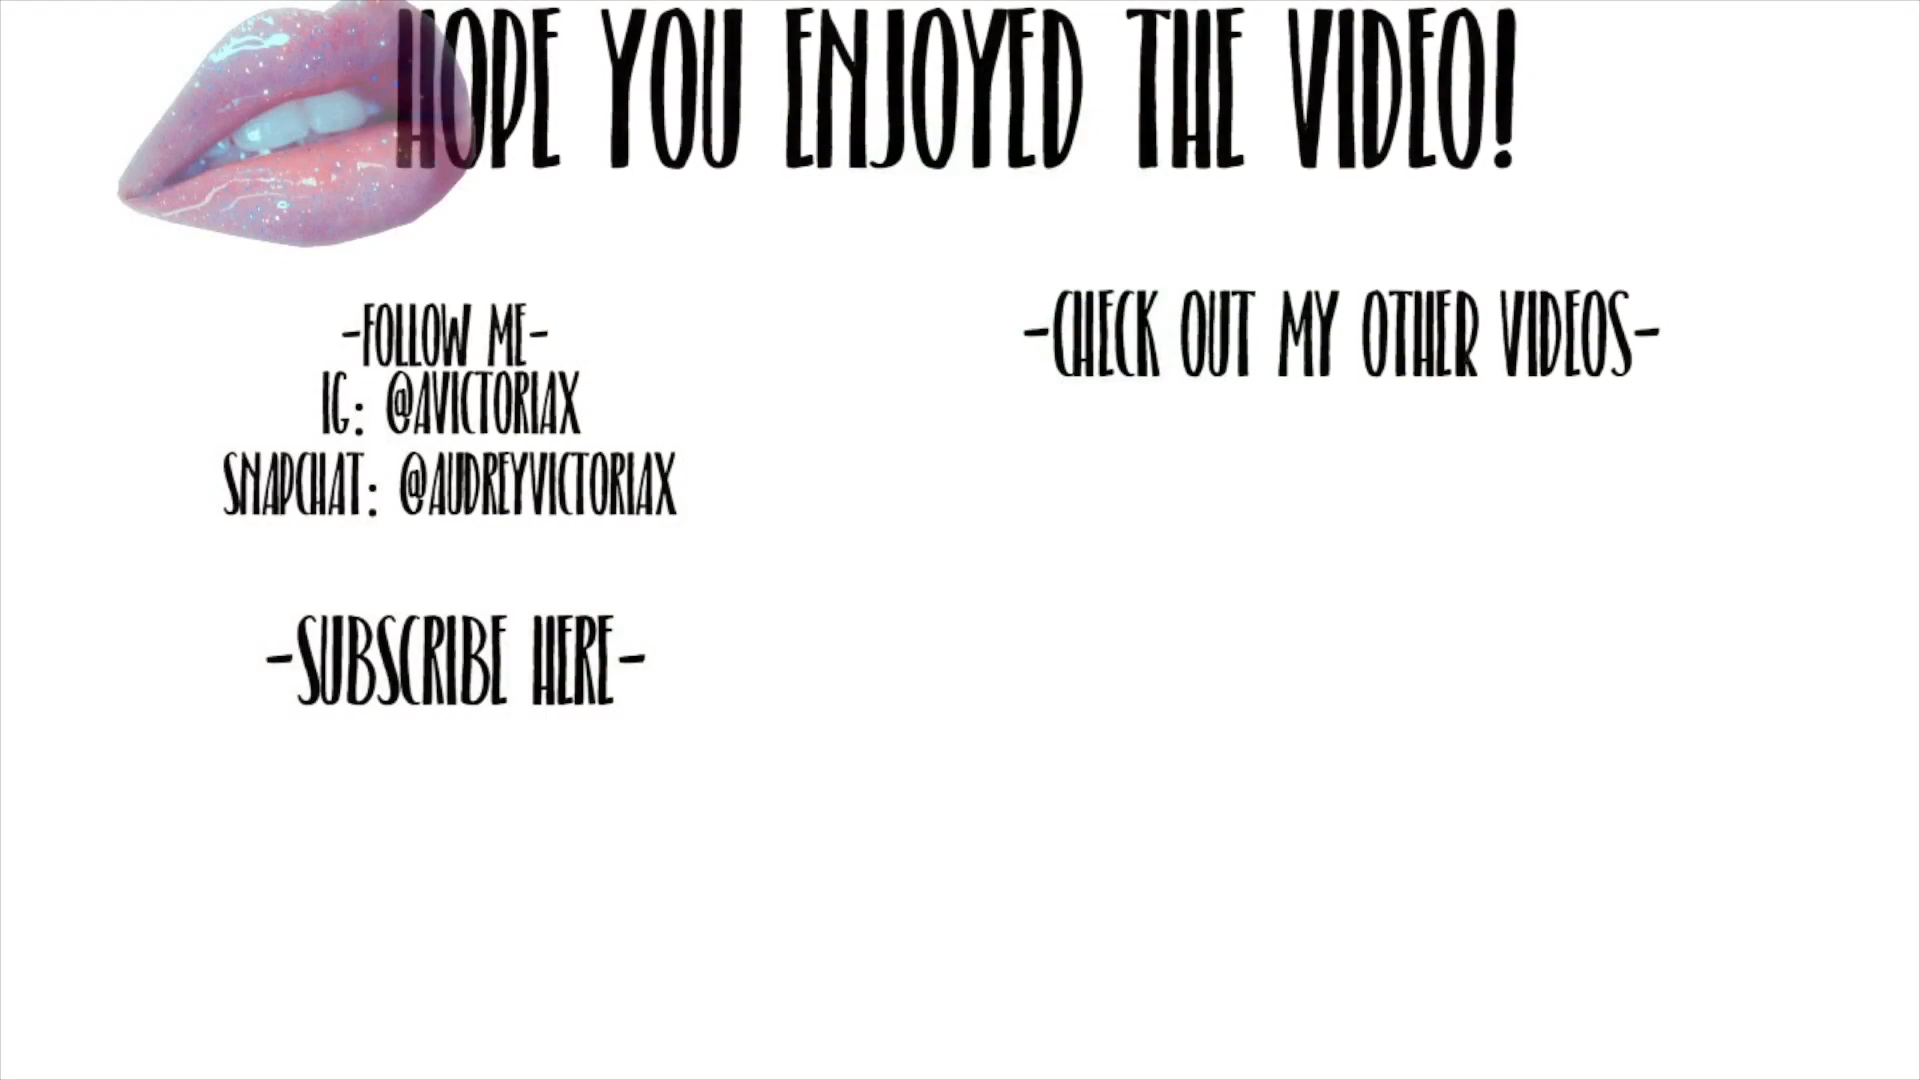 HOPE YOU ENJOYED THE VIDEO!
-FOLLOW ME-
IG: @AVICTORIAX
SNAPCHAT: @AUDREYVICTORIAX
-SUBSCRIBE HERE-
-CHECK OUT MY OTHER VIDEOS-